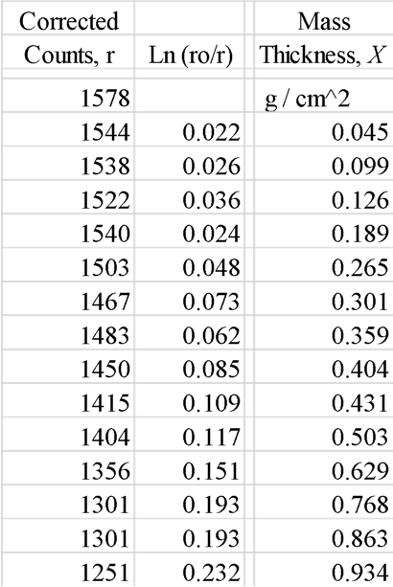 Corrected Mass
Counts, r Ln (ro/r) Thickness, X
1578 g / cm^2
1544 0.022 0.045
1538 0.026 0.099
1522 0.036 0.126
1540 0.024 0.189
1503 0.048 0.265
1467 0.073 0.301
1483 0.062 0.359
1450 0.085 0.404
1415 0.109 0.431
1404 0.117 0.503
1356 0.151 0.629
1301 0.193 0.768
1301 0.193 0.863
1251 0.232 0.934